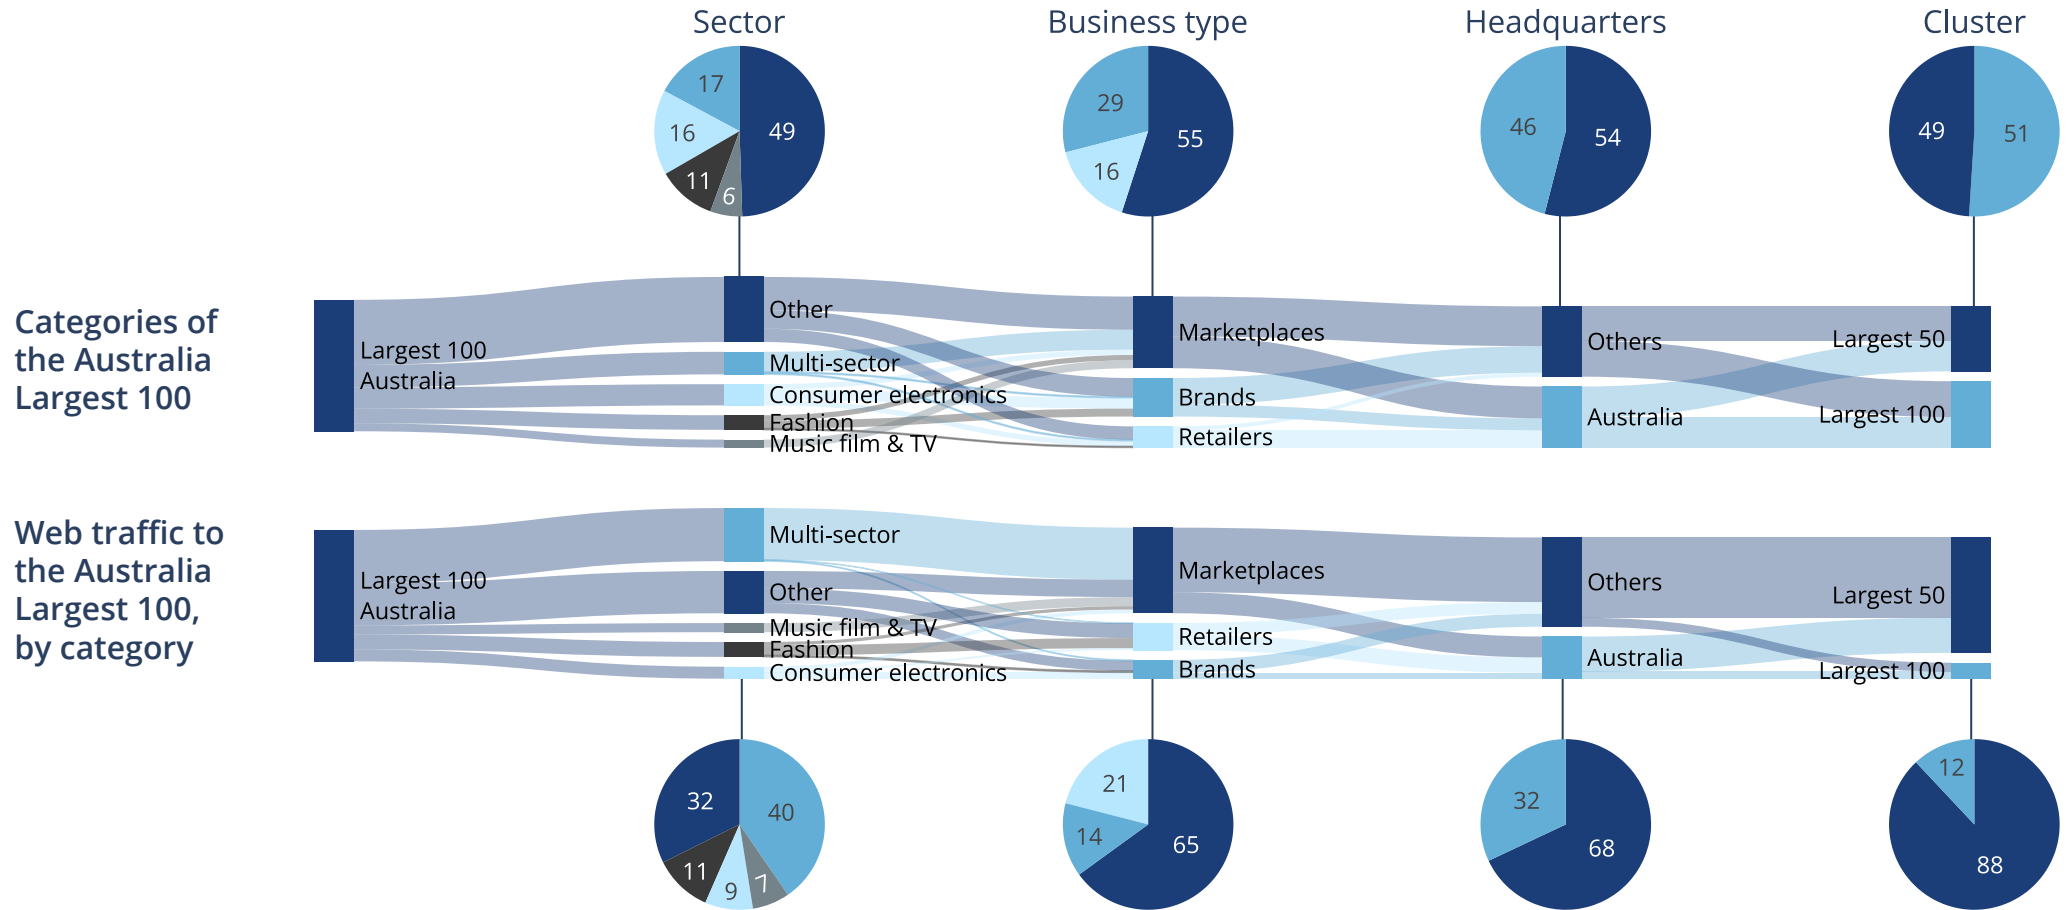 Sector
Business type
Headquarters
Cluster
17
49
16
11
6
29
55
16
46
54
49
51
Categories of
the Australia
Largest 100
Largest 100
Australia
Other
Multi-sector
Consumer electronics
Fashion
Music film & TV
Marketplaces
Brands
Retailers
Others
Australia
Largest 50
Largest 100
Web traffic to
the Australia
Largest 100,
by category
Largest 100
Australia
Multi-sector
Other
Music film & TV
Fashion
Consumer electronics
Marketplaces
Retailers
Brands
Others
Australia
Largest 50
Largest 100
32
40
11
9
7
21
14
65
32
68
12
88